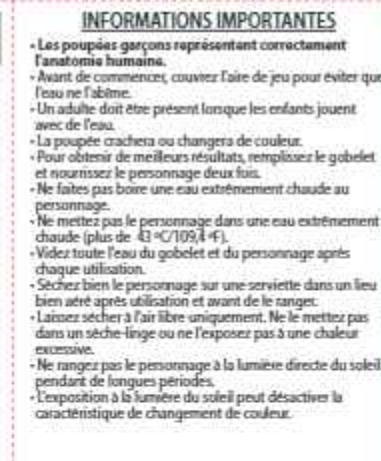 INFORMATIONS IMPORTANTES
• Les poupées garçons représentent correctement
l'anatomie humaine.
• Avant de commencer, couvrez l'aire de jeu pour éviter que
l'eau ne l'abîme.
• Un adulte doit être présent lorsque les enfants jouent
avec de l'eau.
• La poupée crachera ou changera de couleur.
• Pour obtenir de meilleurs résultats, remplissez le gobelet
et nourrissez le personnage deux fois.
• Ne faites pas boire une eau extrêmement chaude au
personnage.
• Ne mettez pas le personnage dans une eau extrêmement
chaude (plus de 43 ºC/109,4 ºF).
• Videz toute l'eau du gobelet et du personnage après
chaque utilisation.
• Séchez bien le personnage sur une serviette dans un lieu
bien aéré après utilisation et avant de le ranger.
• Laissez sécher à l'air libre uniquement. Ne le mettez pas
dans un sèche-linge ou ne l'exposez pas à une chaleur
excessive.
• Ne rangez pas le personnage à la lumière directe du soleil
pendant de longues périodes.
• L'exposition à la lumière du soleil peut désactiver la
caractéristique de changement de couleur.